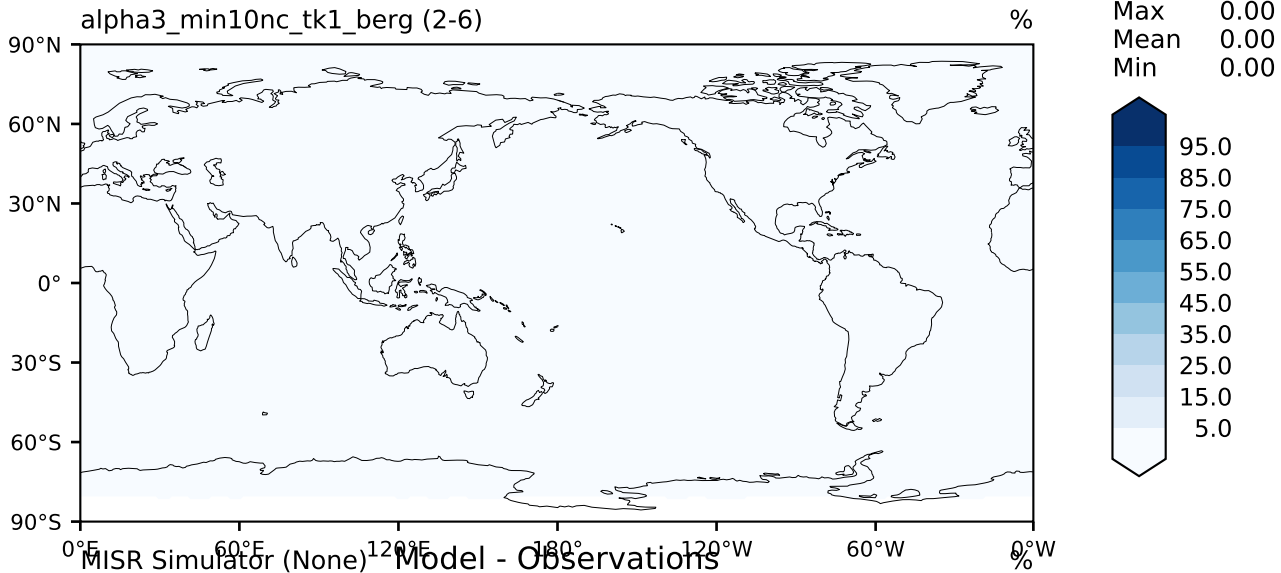 alpha3_min10nc_tk1_berg (2-6) %
Max 0.00
Mean 0.00
Min 0.00
90°N
60°N
30°N
0°
30°S
60°S
90°S
95.0
85.0
75.0
65.0
55.0
45.0
35.0
25.0
15.0
5.0
0°E 60°E 120°E 180° 120°W 60°W 0°W
MISR Simulator (None) Model - Observations %